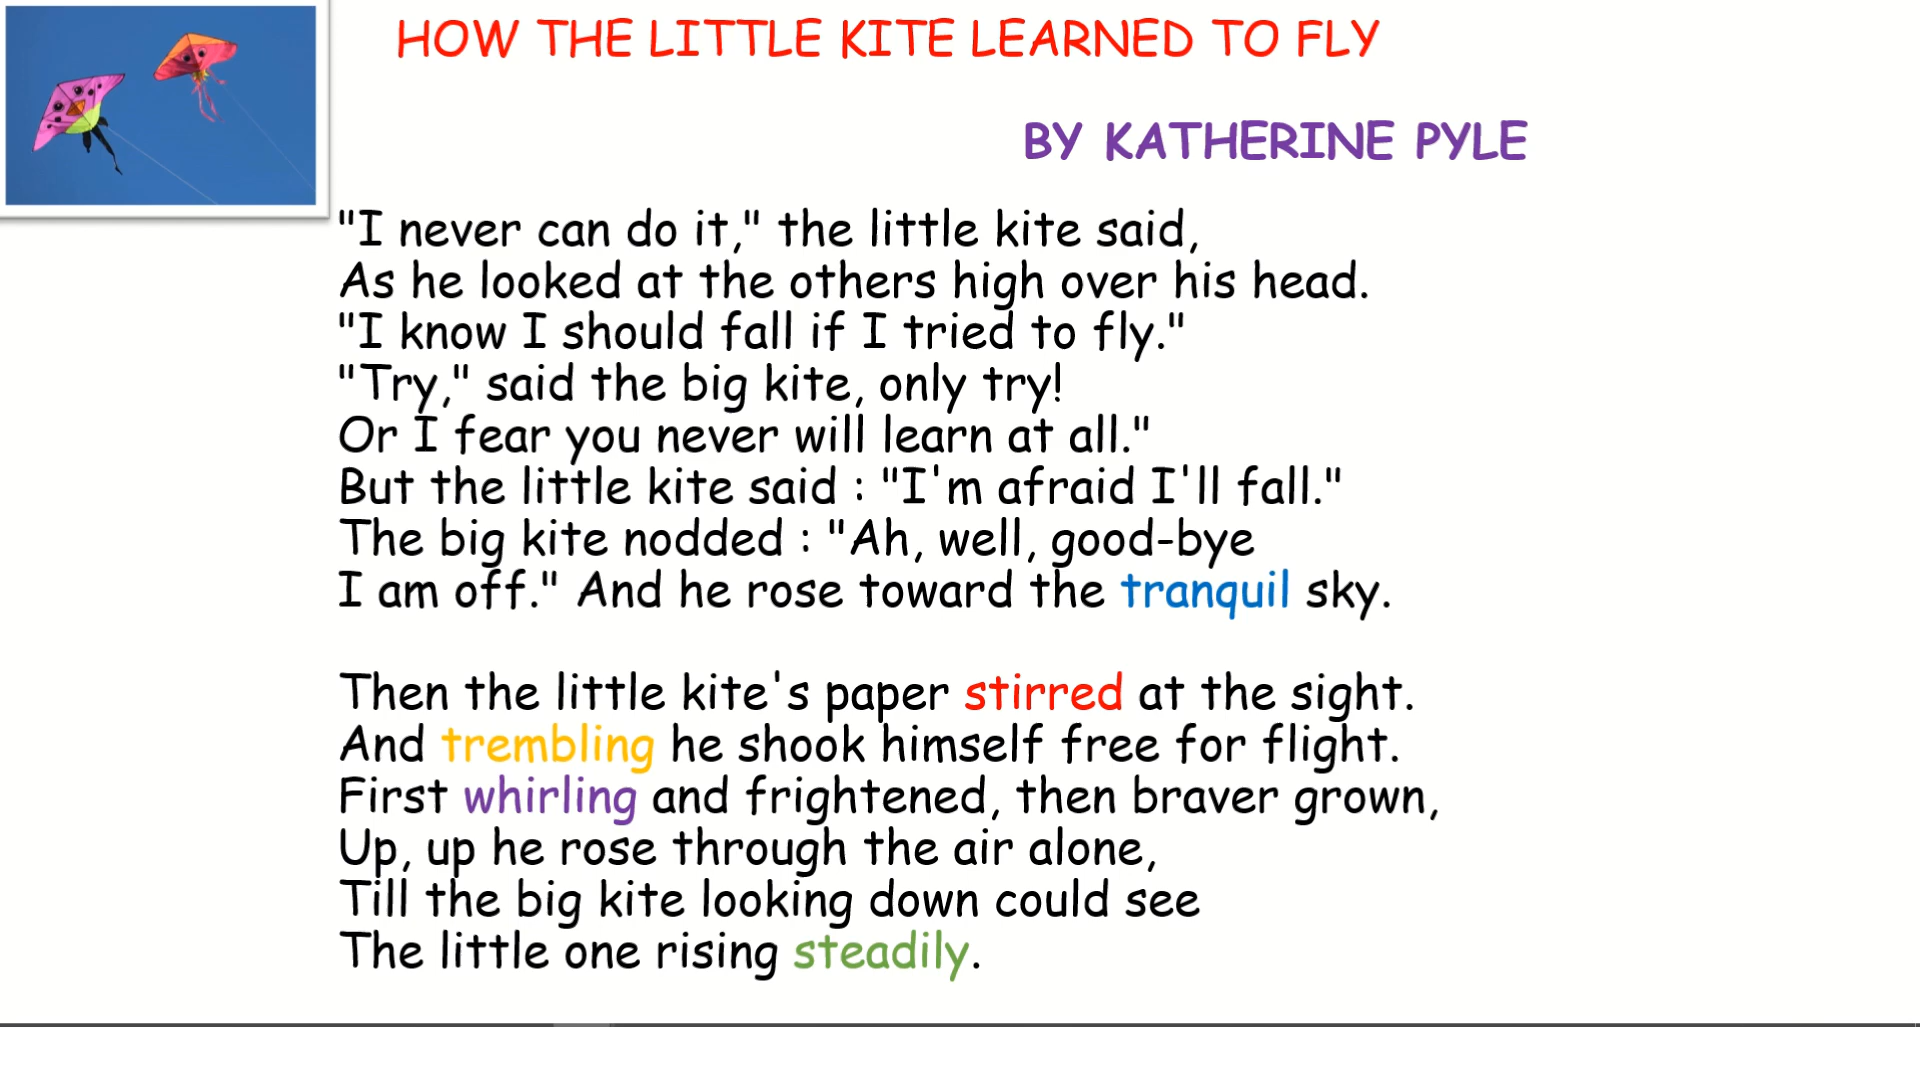 HOW THE LITTLE KITE LEARNED TO FLY
BY KATHERINE PYLE
"I never can do it," the little kite said,
As he looked at the others high over his head.
"I know I should fall if I tried to fly."
"Try," said the big kite, only try!
Or I fear you never will learn at all."
But the little kite said : "I'm afraid I'll fall."
The big kite nodded : "Ah, well, good-bye
I am off." And he rose toward the tranquil sky.
Then the little kite's paper stirred at the sight.
And trembling he shook himself free for flight.
First whirling and frightened, then braver grown,
Up, up he rose through the air alone,
Till the big kite looking down could see
The little one rising steadily.